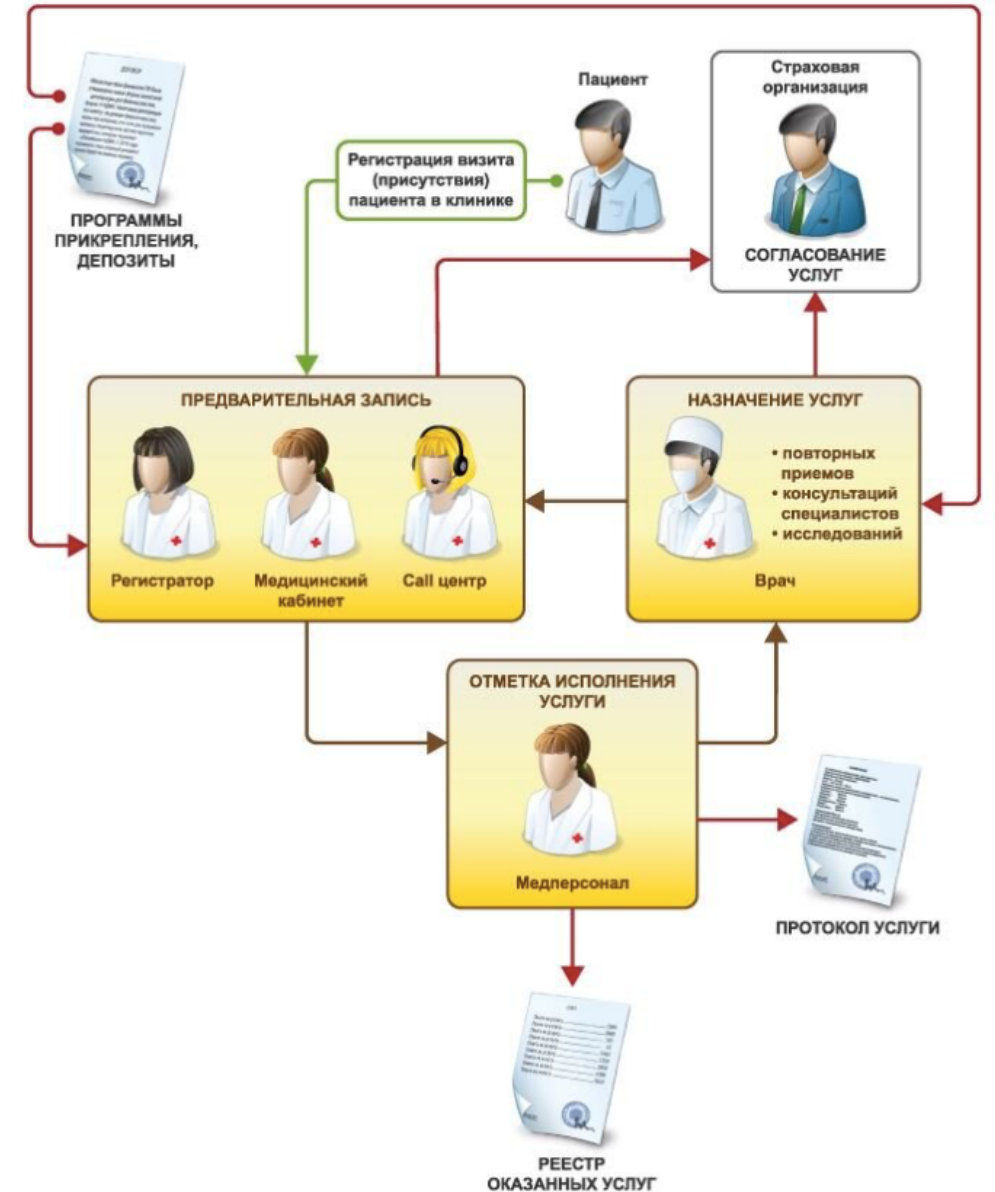 ДОГОВОР
Пациент
Страховая
организация
Регистрация визита
(присутствия)
пациента в клинике
ПРОГРАММЫ
ПРИКРЕПЛЕНИЯ,
ДЕПОЗИТЫ
СОГЛАСОВАНИЕ
УСЛУГ
ПРЕДВАРИТЕЛЬНАЯ ЗАПИСЬ
Регистратор
Медицинский
кабинет
Call центр
НАЗНАЧЕНИЕ УСЛУГ
• повторных
приемов
• консультаций
специалистов
• исследований
Врач
ОТМЕТКА ИСПОЛНЕНИЯ
УСЛУГИ
Медперсонал
ПРОТОКОЛ УСЛУГИ
РЕЕСТР
ОКАЗАННЫХ УСЛУГ